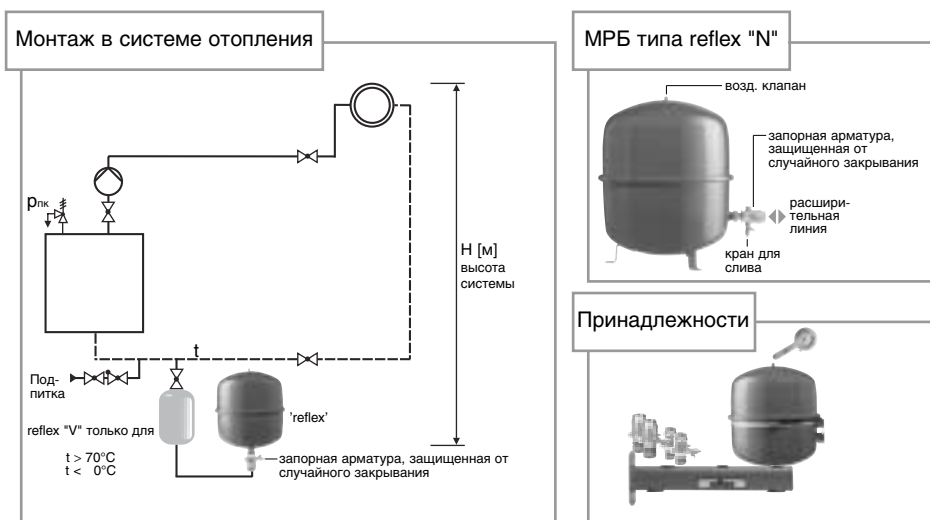 Монтаж в системе отопления
pпк
H [м]
высота
системы
t
Под-
питка
reflex "V" только для
t > 70°C
t < 0°C
'reflex'
запорная арматура, защищенная от
случайного закрывания
МРБ типа reflex "N"
возд. клапан
запорная арматура,
защищенная от
случайного закрывания
расшири-
тельная
линия
кран для
слива
Принадлежности